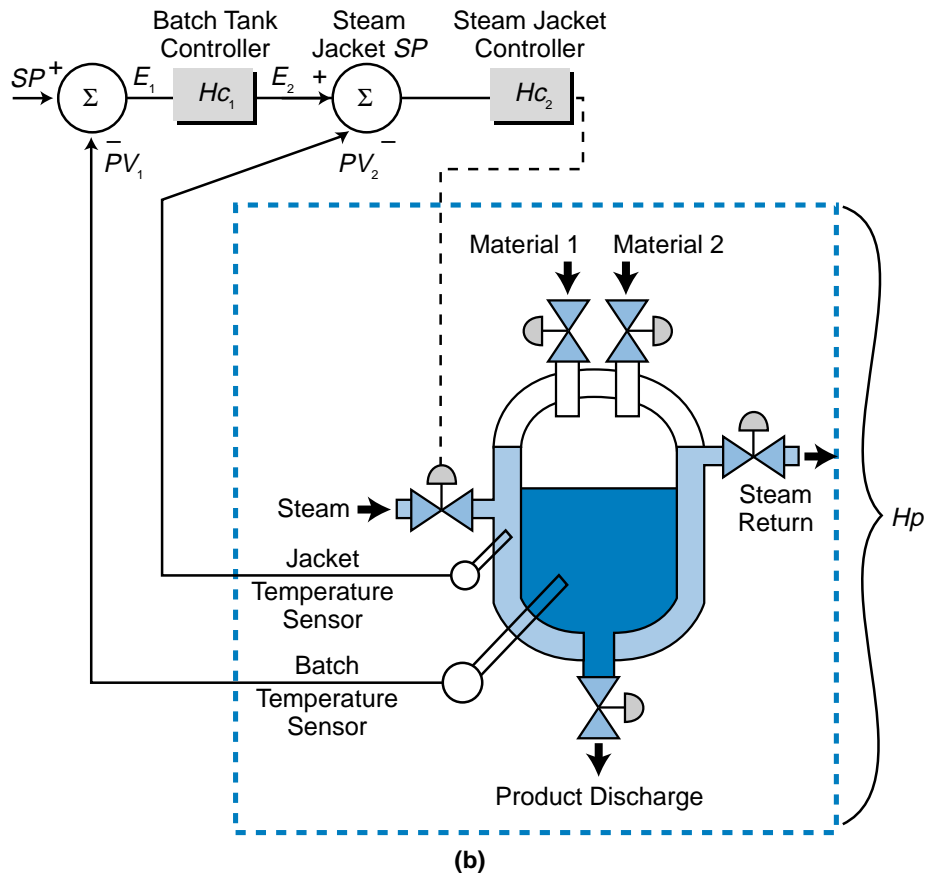 Batch Tank
Controller
Steam
Jacket SP
Steam Jacket
Controller
SP +
Σ
E₁
Hc₁
E₂
+
Σ
Hc₂
−
PV₁
PV₂ −
Material 1
Material 2
Steam
Steam
Return
Hp
Jacket
Temperature
Sensor
Batch
Temperature
Sensor
Product Discharge
(b)